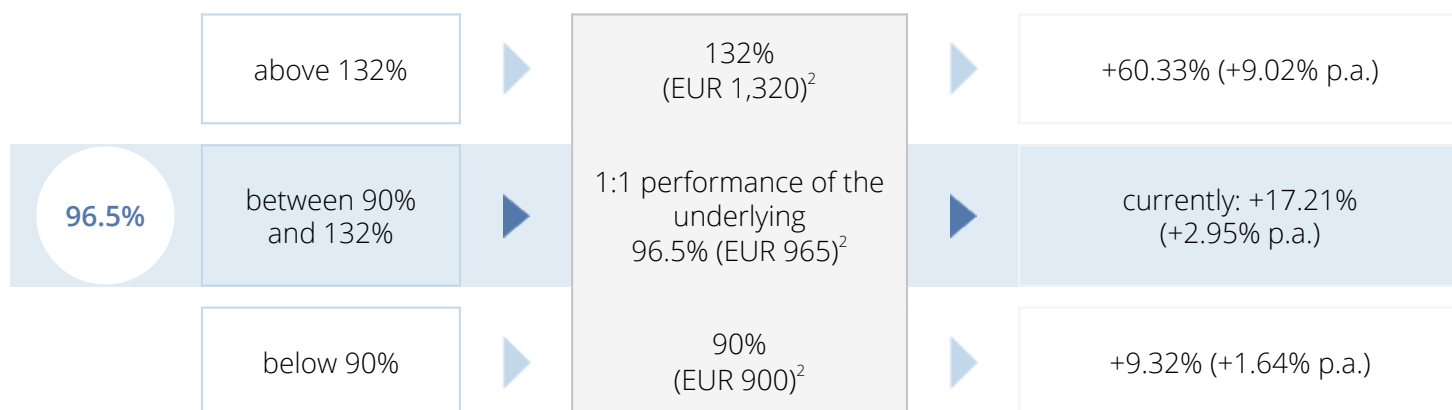 above 132%
132%
(EUR 1,320)²
+60.33% (+9.02% p.a.)
96.5%
between 90%
and 132%
1:1 performance of the
underlying
96.5% (EUR 965)²
currently: +17.21%
(+2.95% p.a.)
below 90%
90%
(EUR 900)²
+9.32% (+1.64% p.a.)